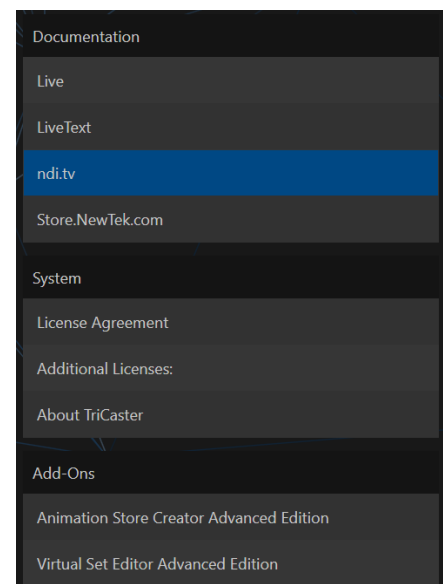 Documentation
Live
LiveText
ndi.tv
Store.NewTek.com
System
License Agreement
Additional Licenses:
About TriCaster
Add-Ons
Animation Store Creator Advanced Edition
Virtual Set Editor Advanced Edition